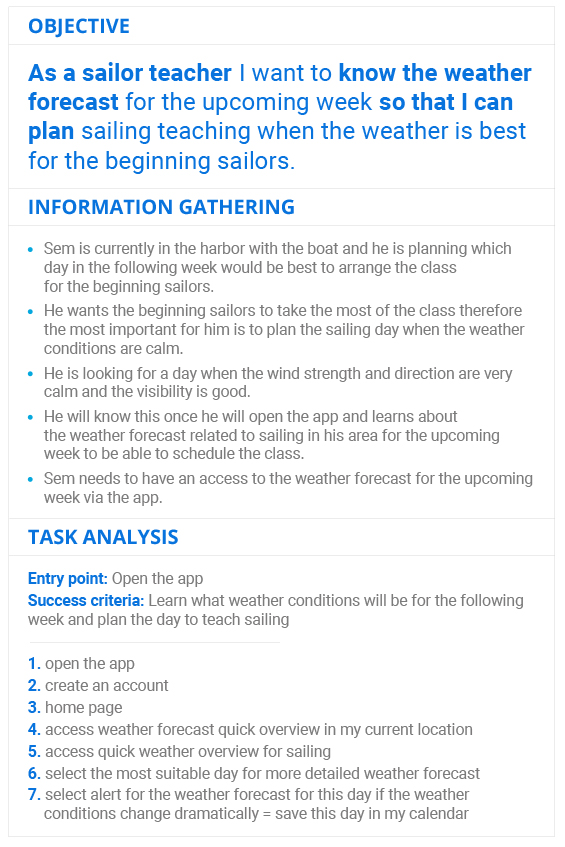 OBJECTIVE
As a sailor teacher I want to know the weather
forecast for the upcoming week so that I can
plan sailing teaching when the weather is best
for the beginning sailors.
INFORMATION GATHERING
• Sem is currently in the harbor with the boat and he is planning which
day in the following week would be best to arrange the class
for the beginning sailors.
• He wants the beginning sailors to take the most of the class therefore
the most important for him is to plan the sailing day when the weather
conditions are calm.
• He is looking for a day when the wind strength and direction are very
calm and the visibility is good.
• He will know this once he will open the app and learns about
the weather forecast related to sailing in his area for the upcoming
week to be able to schedule the class.
• Sem needs to have an access to the weather forecast for the upcoming
week via the app.
TASK ANALYSIS
Entry point: Open the app
Success criteria: Learn what weather conditions will be for the following
week and plan the day to teach sailing
1. open the app
2. create an account
3. home page
4. access weather forecast quick overview in my current location
5. access quick weather overview for sailing
6. select the most suitable day for more detailed weather forecast
7. select alert for the weather forecast for this day if the weather
conditions change dramatically = save this day in my calendar